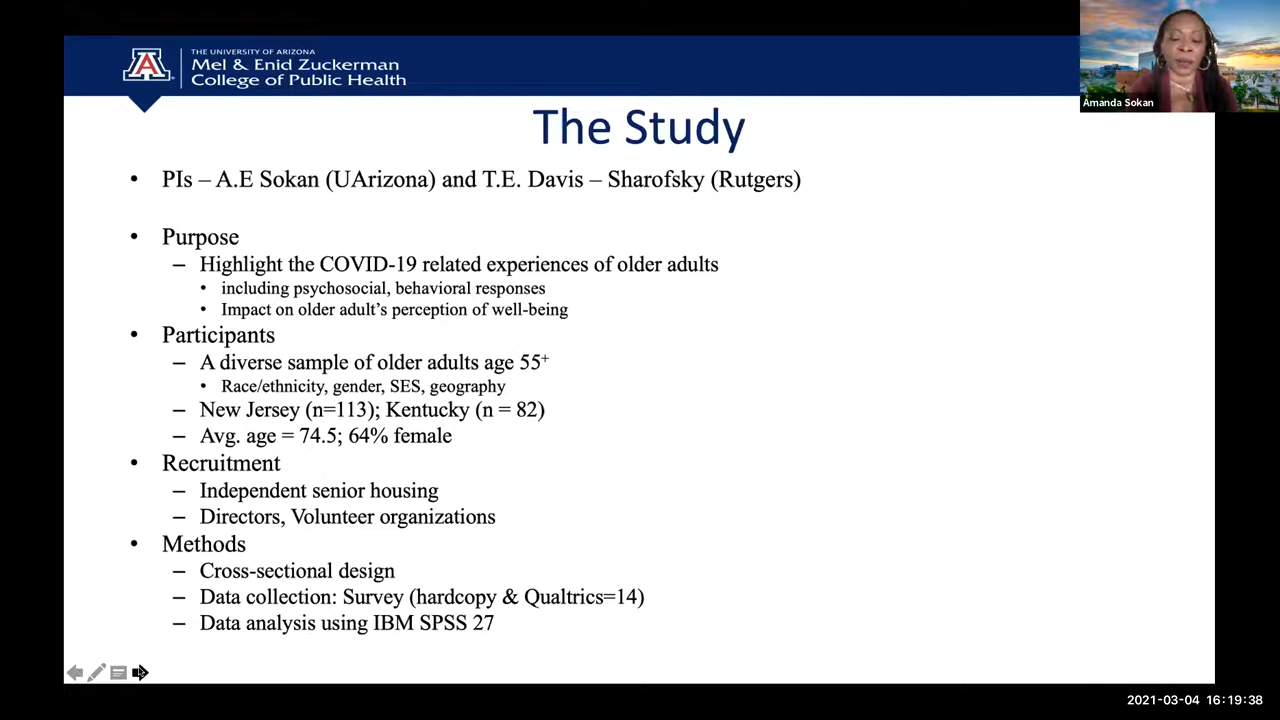 THE UNIVERSITY OF ARIZONA
Mel & Enid Zuckerman
College of Public Health
Amanda Sokan
The Study
• PIs – A.E Sokan (UArizona) and T.E. Davis – Sharofsky (Rutgers)
• Purpose
– Highlight the COVID-19 related experiences of older adults
• including psychosocial, behavioral responses
• Impact on older adult's perception of well-being
• Participants
– A diverse sample of older adults age 55+
• Race/ethnicity, gender, SES, geography
– New Jersey (n=113); Kentucky (n = 82)
– Avg. age = 74.5; 64% female
• Recruitment
– Independent senior housing
– Directors, Volunteer organizations
• Methods
– Cross-sectional design
– Data collection: Survey (hardcopy & Qualtrics=14)
– Data analysis using IBM SPSS 27
2021-03-04 16:19:38